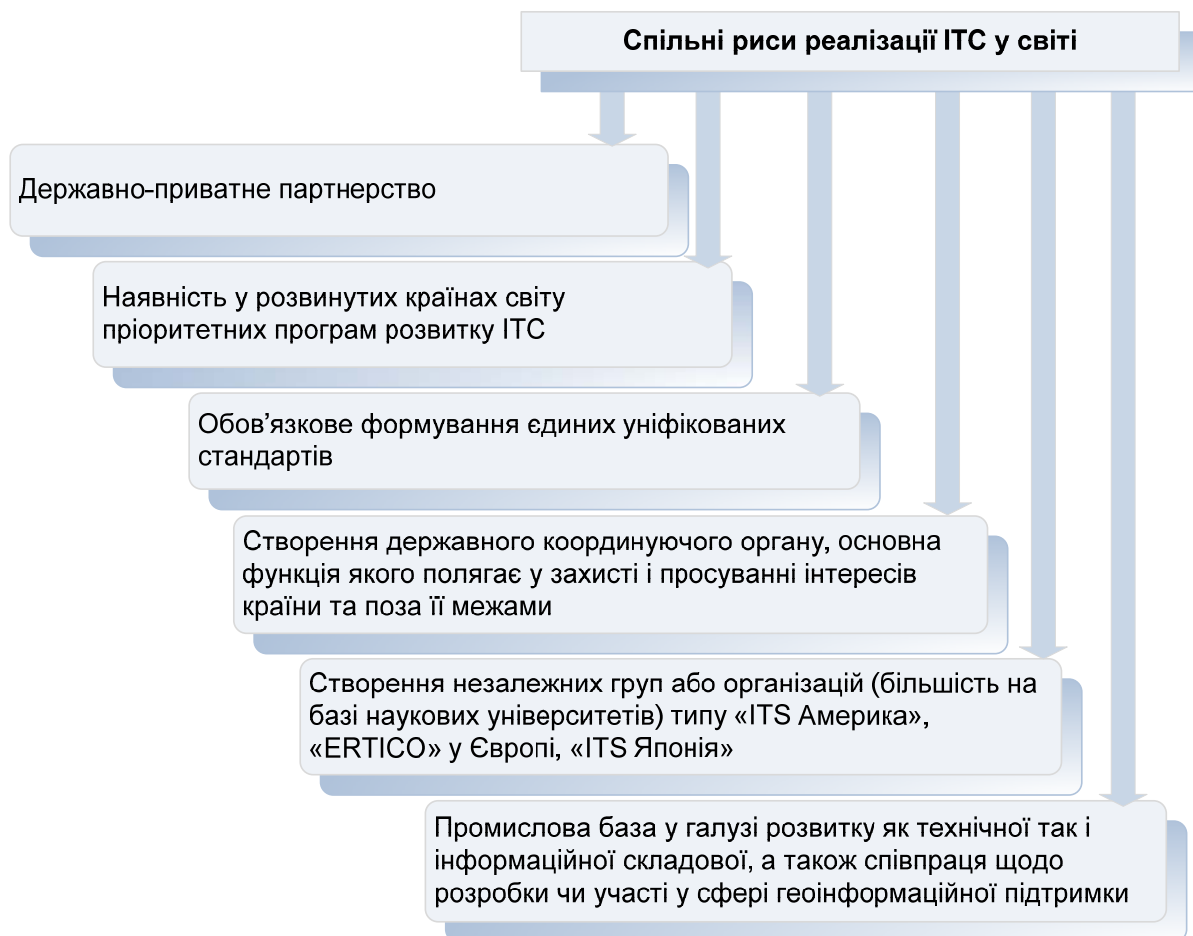 Спільні риси реалізації ІТС у світі
Державно-приватне партнерство
Наявність у розвинутих країнах світу
пріоритетних програм розвитку ІТС
Обов’язкове формування єдиних уніфікованих
стандартів
Створення державного координуючого органу, основна
функція якого полягає у захисті і просуванні інтересів
країни та поза її межами
Створення незалежних груп або організацій (більшість на
базі наукових університетів) типу «ITS Америка»,
«ERTICO» у Європі, «ITS Японія»
Промислова база у галузі розвитку як технічної так і
інформаційної складової, а також співпраця щодо
розробки чи участі у сфері геоінформаційної підтримки